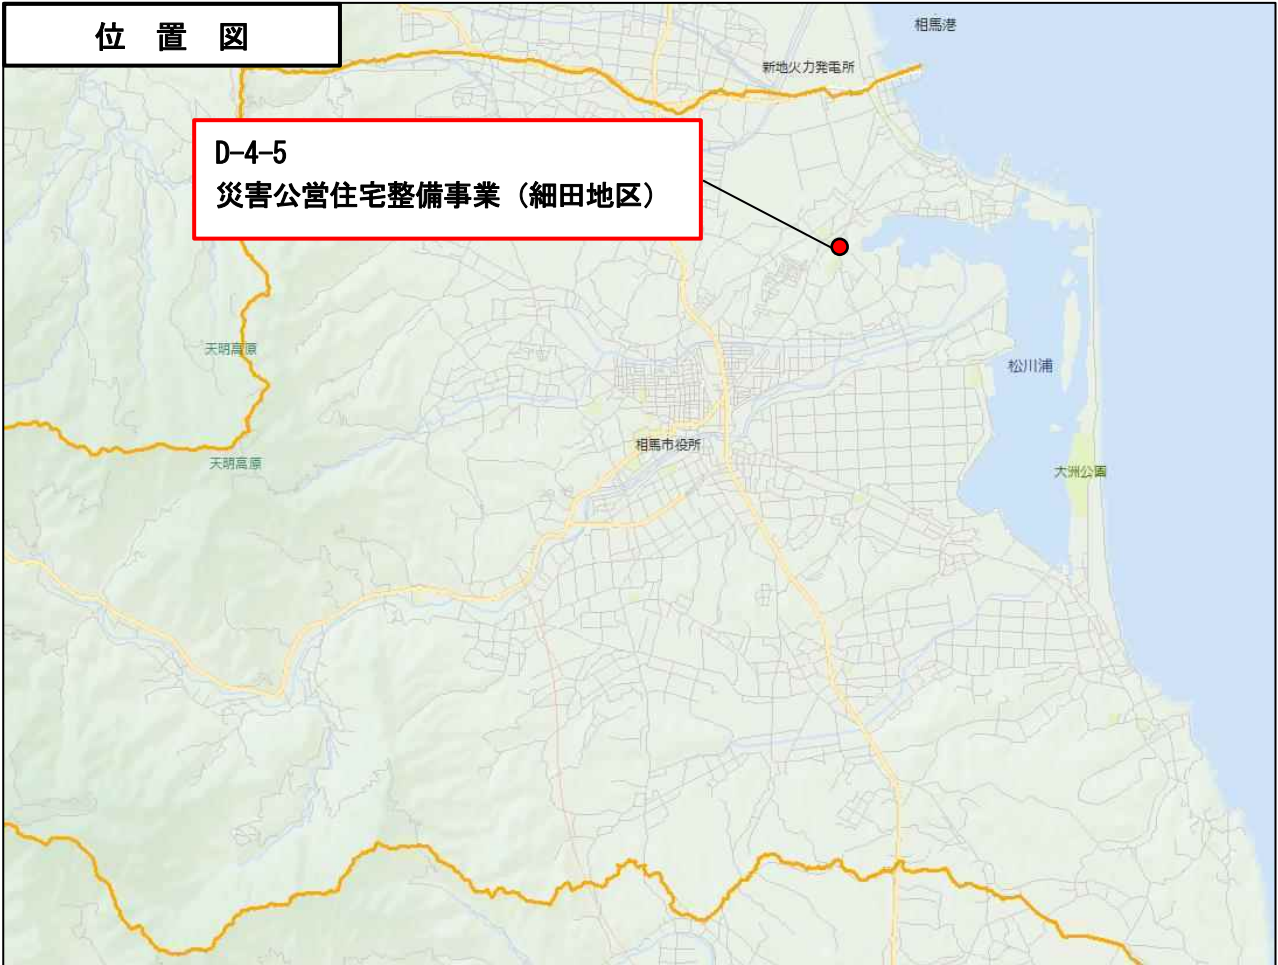 位 置 図
相馬港
新地火力発電所
D-4-5
災害公営住宅整備事業（細田地区）
天明高原
松川浦
相馬市役所
天明高原
大洲公園